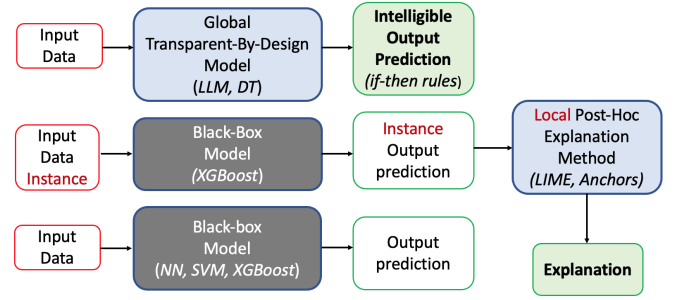 Input
Data
Global
Transparent-By-Design
Model
(LLM, DT)
Intelligible
Output
Prediction
(if-then rules)
Input
Data
Instance
Black-Box
Model
(XGBoost)
Instance
Output
prediction
Local Post-Hoc
Explanation
Method
(LIME, Anchors)
Input
Data
Black-box
Model
(NN, SVM, XGBoost)
Output
prediction
Explanation